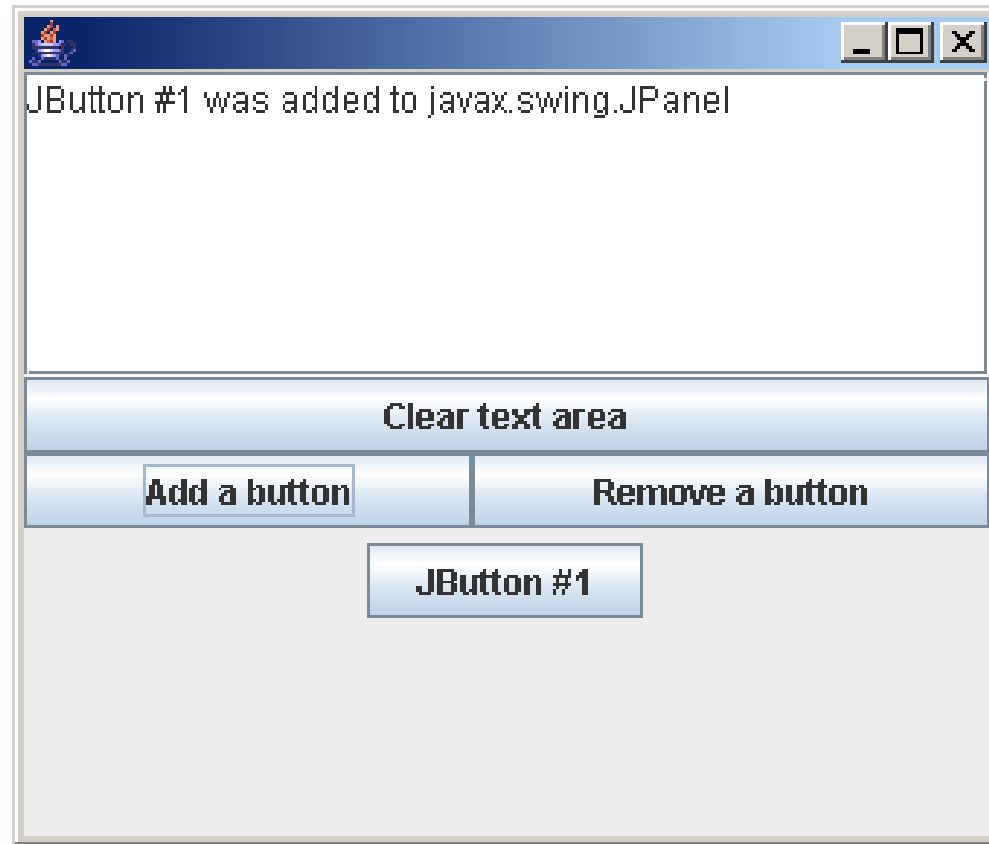 JButton #1 was added to javax.swing.JPanel
Clear text area
Add a button
Remove a button
JButton #1